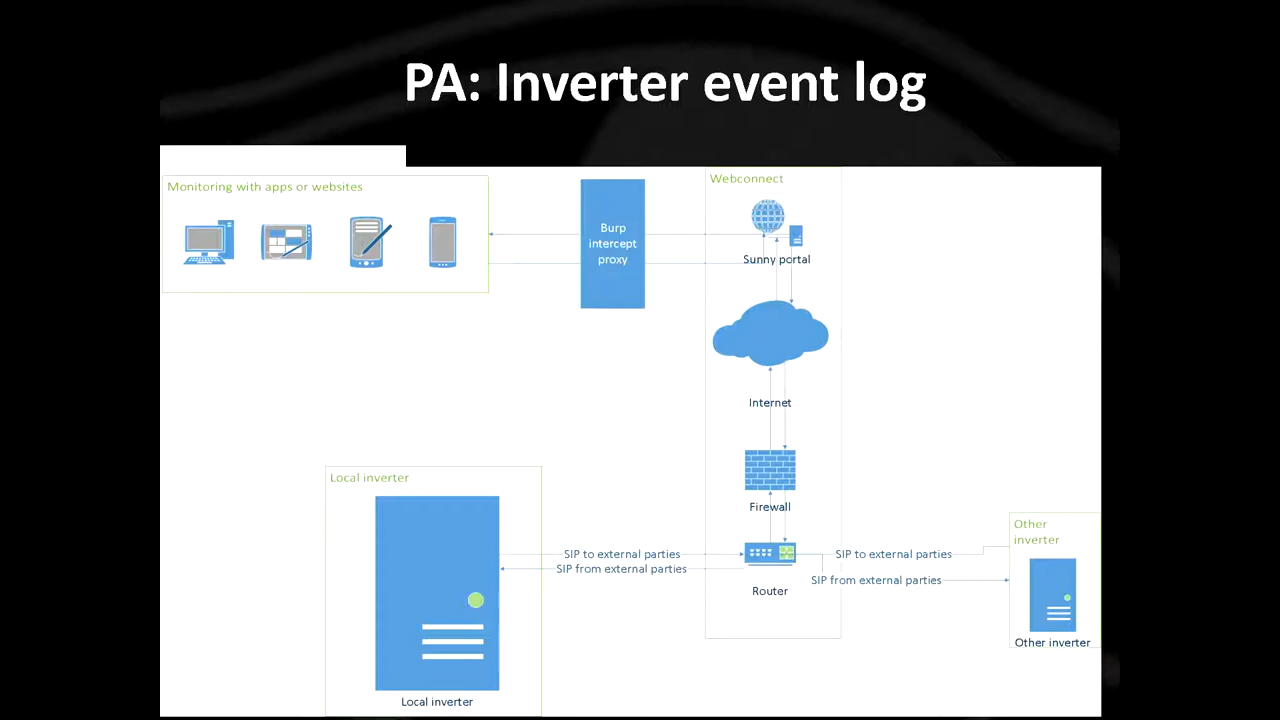 PA: Inverter event log
Monitoring with apps or websites
Burp
intercept
proxy
Webconnect
Sunny portal
Internet
Firewall
Router
Local inverter
SIP to external parties
SIP from external parties
SIP to external parties
SIP from external parties
Other
inverter
Other inverter
Local inverter